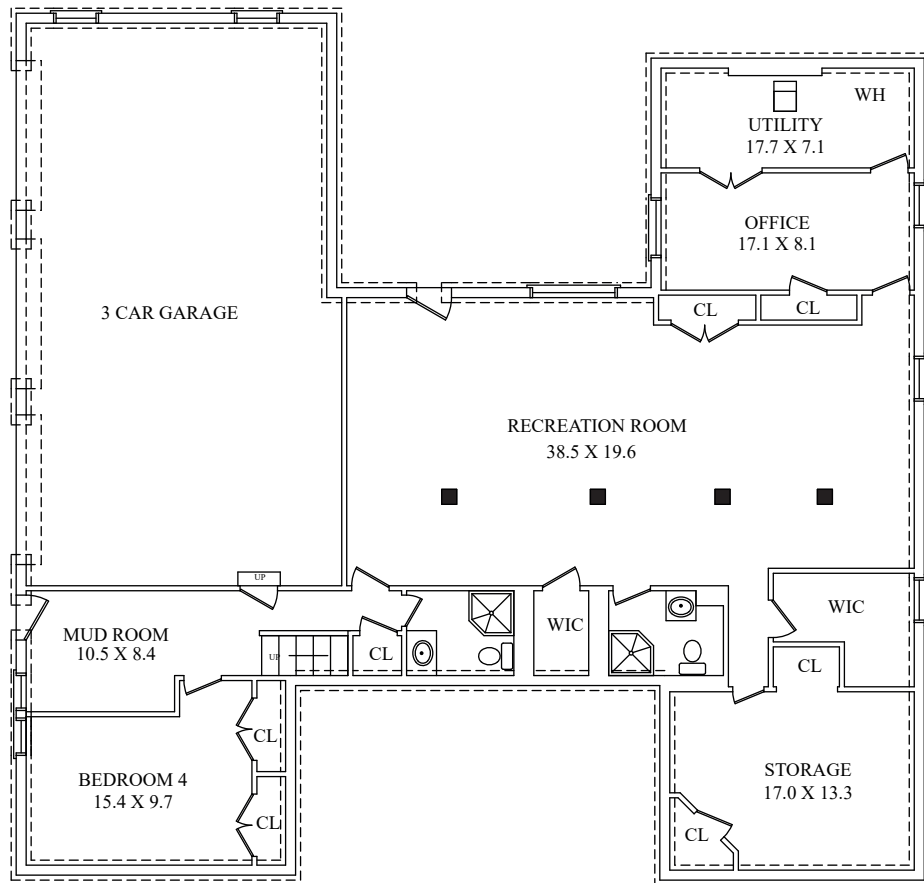 WH
UTILITY
17.7 X 7.1
OFFICE
17.1 X 8.1
CL
CL
3 CAR GARAGE
RECREATION ROOM
38.5 X 19.6
UP
MUD ROOM
10.5 X 8.4
UP
CL
WIC
WIC
CL
CL
BEDROOM 4
15.4 X 9.7
CL
STORAGE
17.0 X 13.3
CL